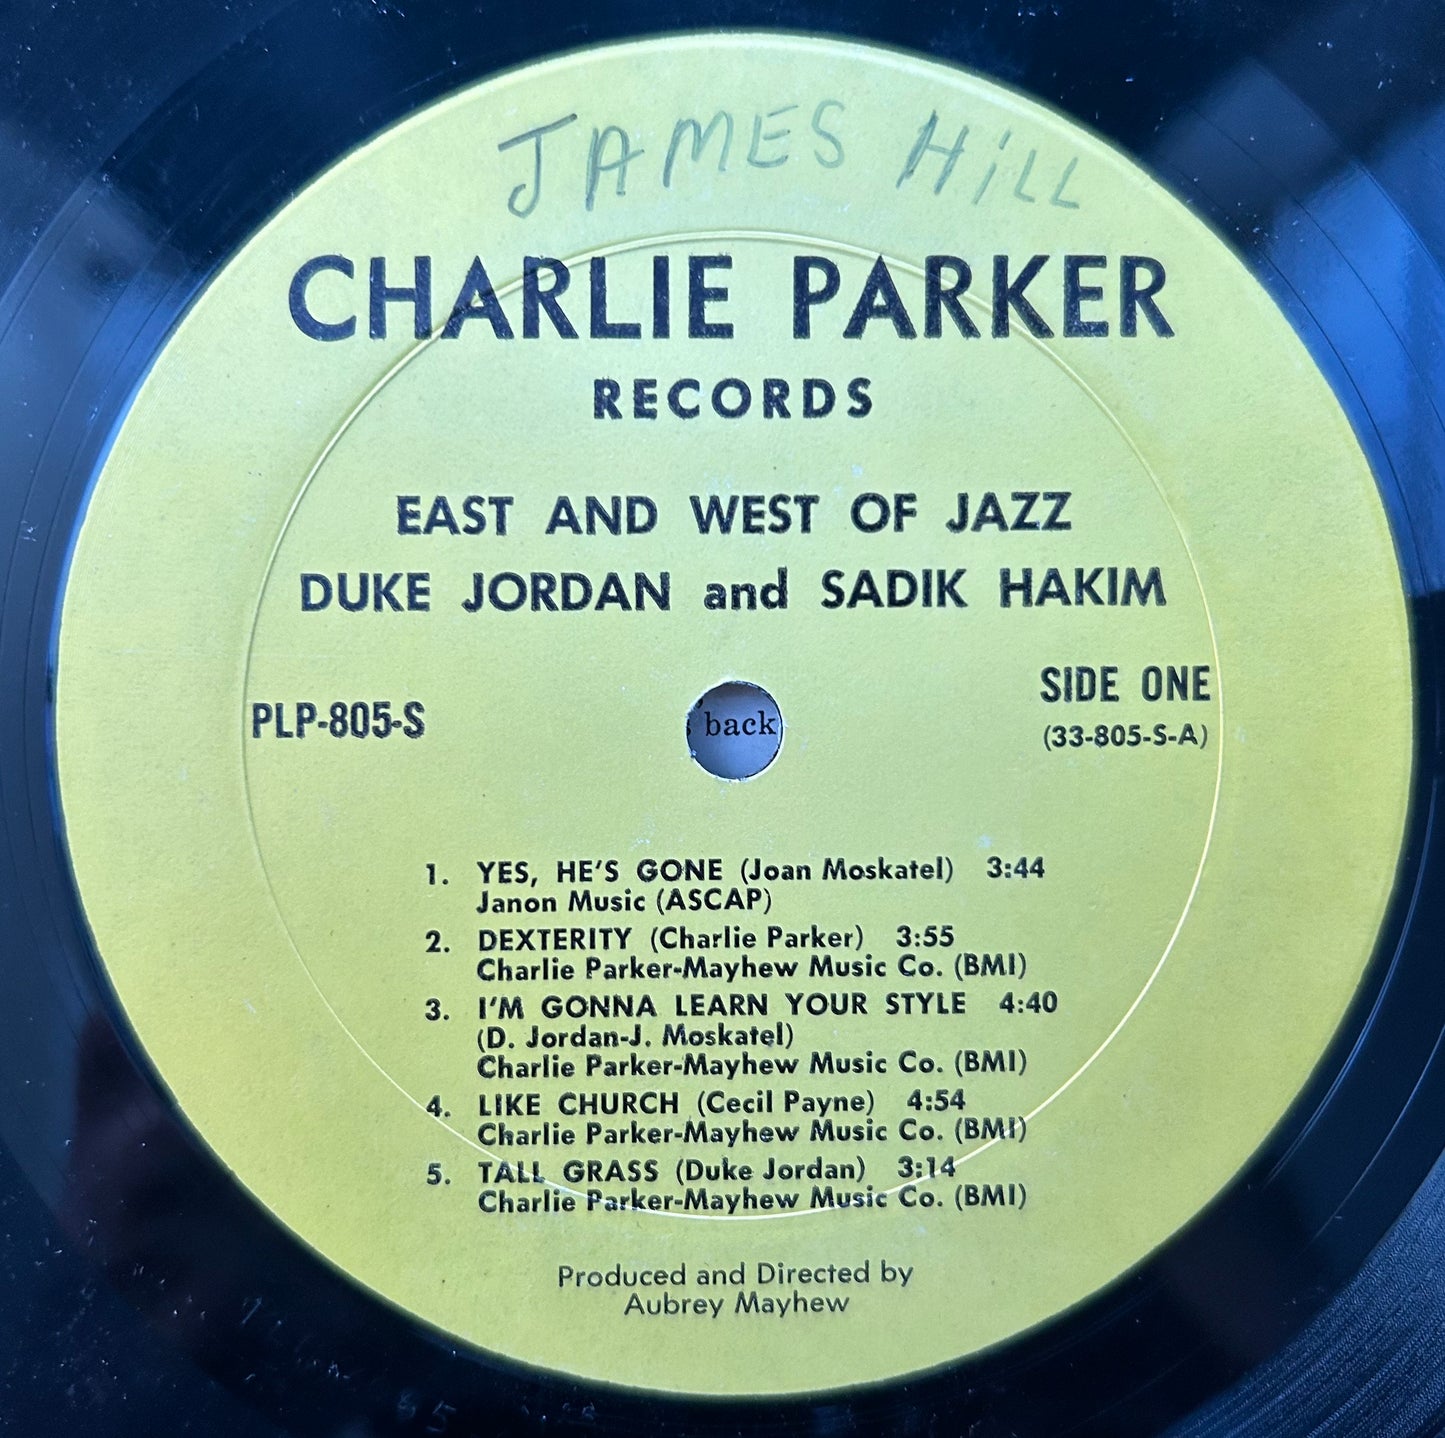 JAMES HiLL
CHARLIE PARKER
RECORDS
EAST AND WEST OF JAZZ
DUKE JORDAN and SADIK HAKIM
SIDE ONE
PLP-805-S
(33-805-S-A)
back
1. YES, HE'S GONE (Joan Moskatel) 3:44
Janon Music (ASCAP)
2. DEXTERITY (Charlie Parker) 3:55
Charlie Parker-Mayhew Music Co. (BMI)
3. I'M GONNA LEARN YOUR STYLE 4:40
(D. Jordan-J. Moskatel)
Charlie Parker-Mayhew Music Co. (BMI)
4. LIKE CHURCH (Cecil Payne) 4:54
Charlie Parker-Mayhew Music Co. (BMI)
5. TALL GRASS (Duke Jordan) 3:14
Charlie Parker-Mayhew Music Co. (BMI)
Produced and Directed by
Aubrey Mayhew